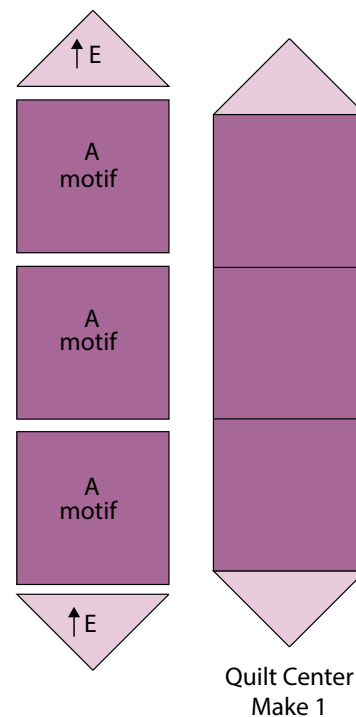 E
A
motif
A
motif
A
motif
E
Quilt Center
Make 1